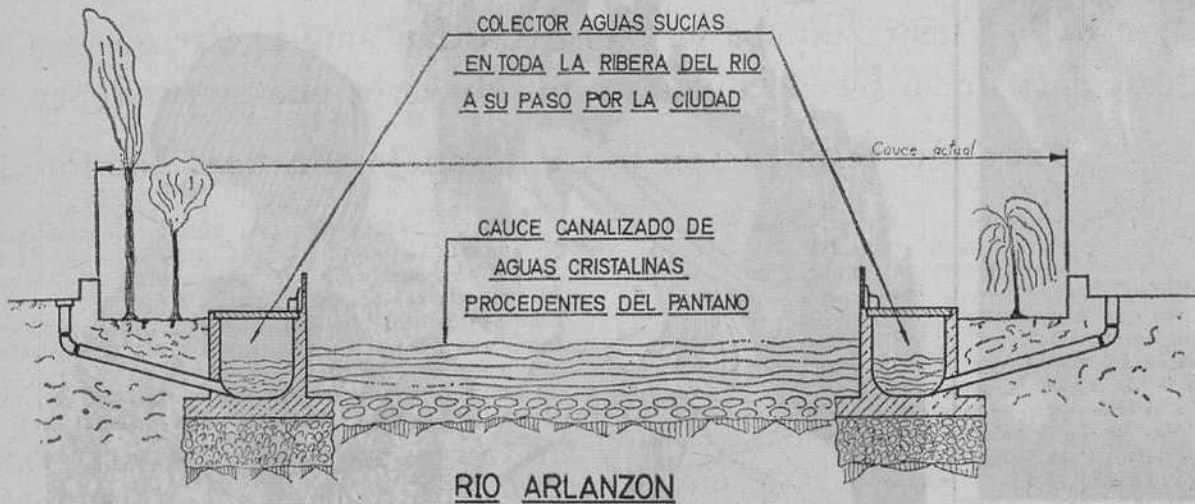 COLECTOR AGUAS SUCIAS
EN TODA LA RIBERA DEL RIO
A SU PASO POR LA CIUDAD
Cauce actual
CAUCE CANALIZADO DE
AGUAS CRISTALINAS
PROCEDENTES DEL PANTANO
RIO ARLANZON